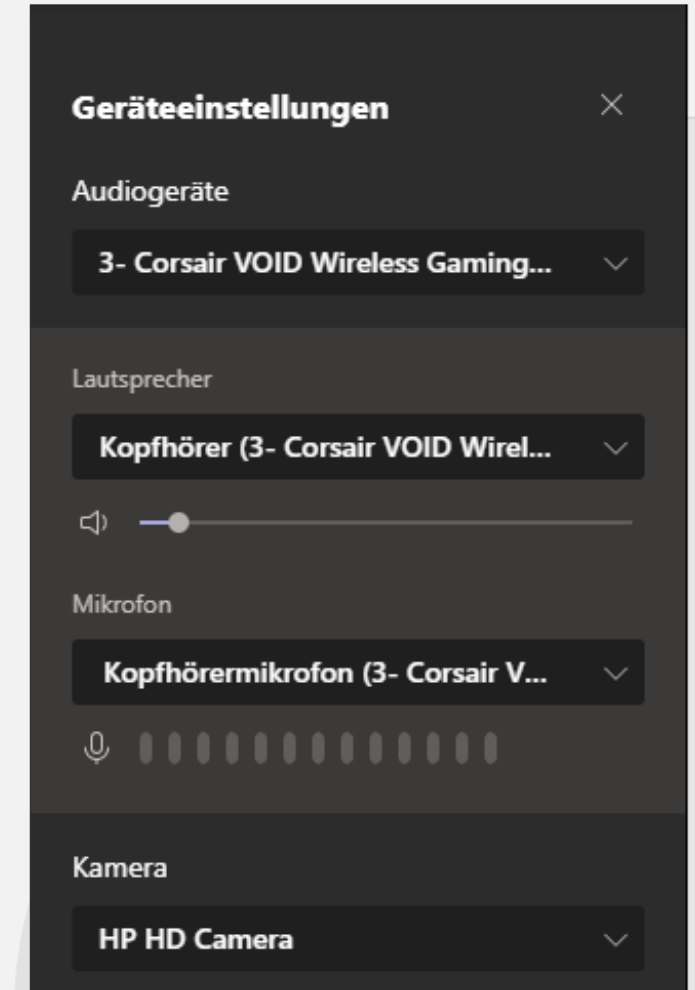 Geräteeinstellungen
Audiogeräte
3- Corsair VOID Wireless Gaming...
Lautsprecher
Kopfhörer (3- Corsair VOID Wirel...
Mikrofon
Kopfhörermikrofon (3- Corsair V...
Kamera
HP HD Camera